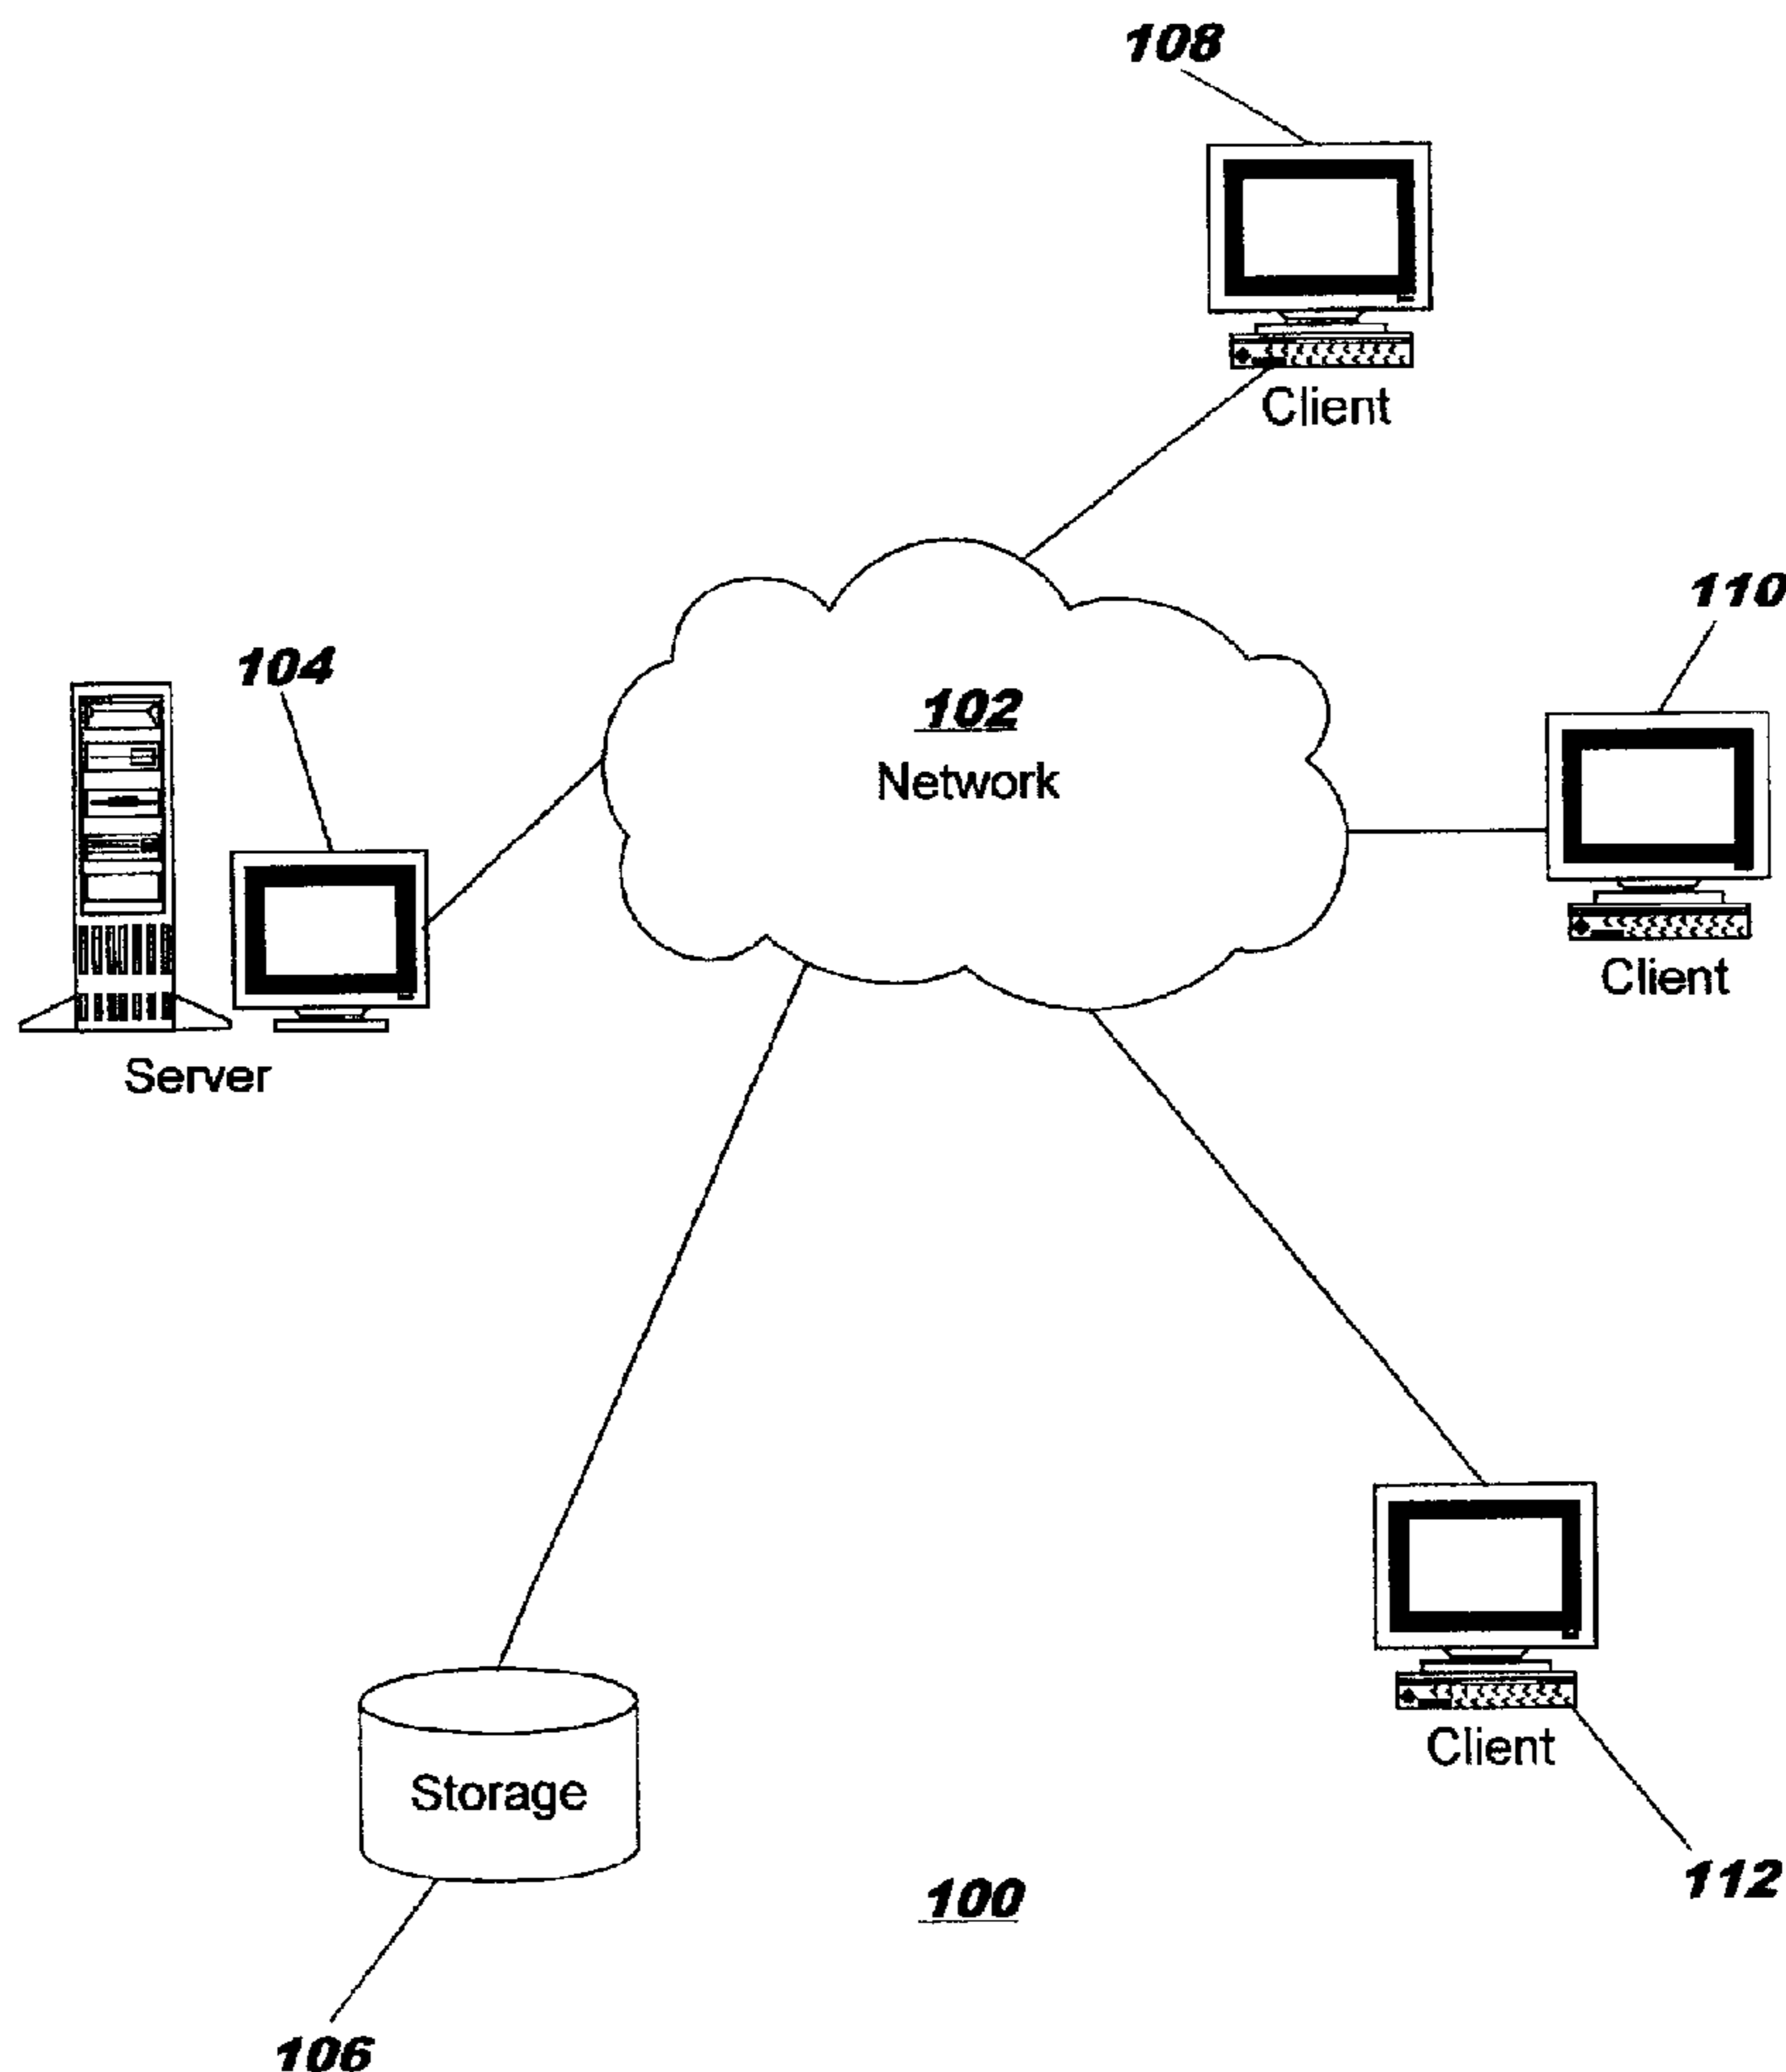 108
Client
110
104
102
Network
Client
Server
Client
Storage
112
100
106